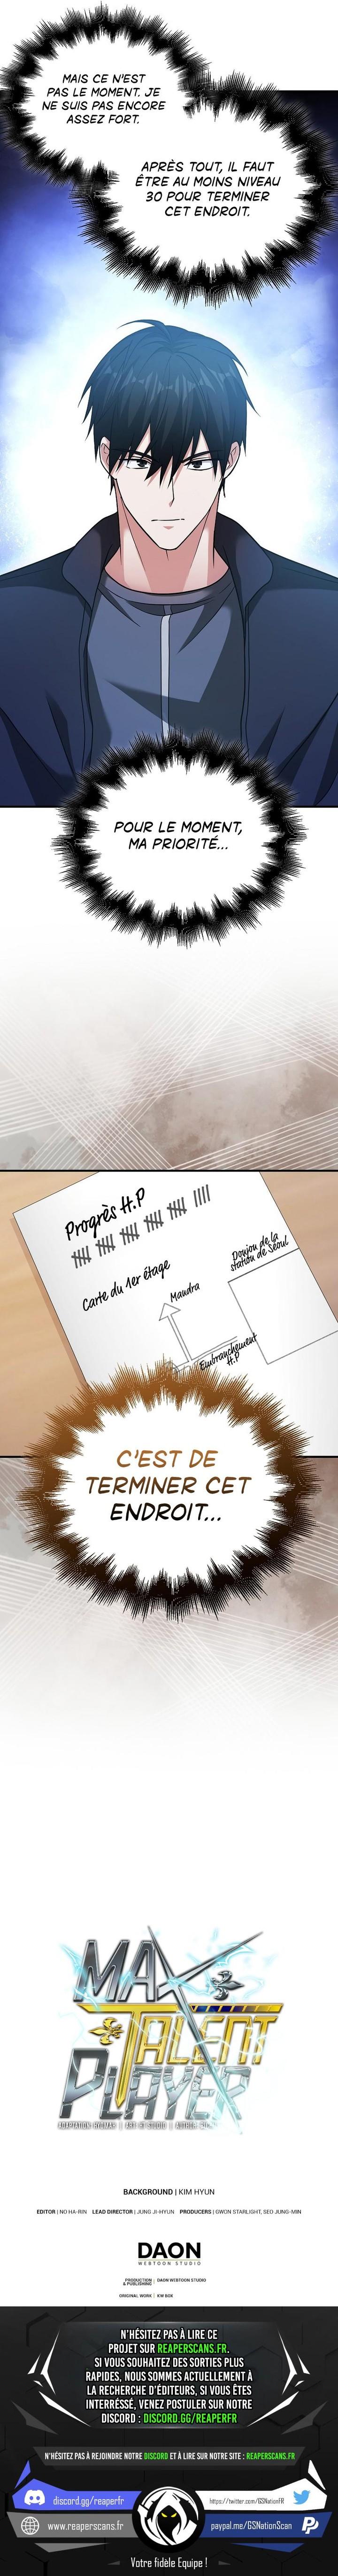 MAIS CE N'EST
PAS LE MOMENT. JE
NE SUIS PAS ENCORE
ASSEZ FORT.
APRÈS TOUT, IL FAUT
ÊTRE AU MOINS NIVEAU
30 POUR TERMINER
CET ENDROIT.
POUR LE MOMENT,
MA PRIORITÉ...
Progrès H.P
Carte du 1er étage
Mandra
Donjon de la
station de Séoul
Embranchement
H.P
C'EST DE
TERMINER CET
ENDROIT...
MAX
TALENT
PLAYER
BACKGROUND | KIM HYUN
EDITOR | NO HA-RIN LEAD DIRECTOR | JUNG JI-HYUN PRODUCERS | GWON STARLIGHT, SEO JUNG-MIN
DAON
WEBTOON STUDIO
PRODUCTION & PUBLISHING | DAON WEBTOON STUDIO
ORIGINAL WORK | KW BOX
N'HÉSITEZ PAS À LIRE CE
PROJET SUR REAPERSCANS.FR.
SI VOUS SOUHAITEZ DES SORTIES PLUS
RAPIDES, NOUS SOMMES ACTUELLEMENT À
LA RECHERCHE D'ÉDITEURS, SI VOUS ÊTES
INTERRÉSSÉ, VENEZ POSTULER SUR NOTRE
DISCORD : DISCORD.GG/REAPERFR
N'HÉSITEZ PAS À REJOINDRE NOTRE DISCORD ET À LIRE SUR NOTRE SITE : REAPERSCANS.FR
discord.gg/reaperfr
https://twitter.com/GSNationFR
www.reaperscans.fr
paypal.me/GSNationScan
Votre fidèle Equipe !